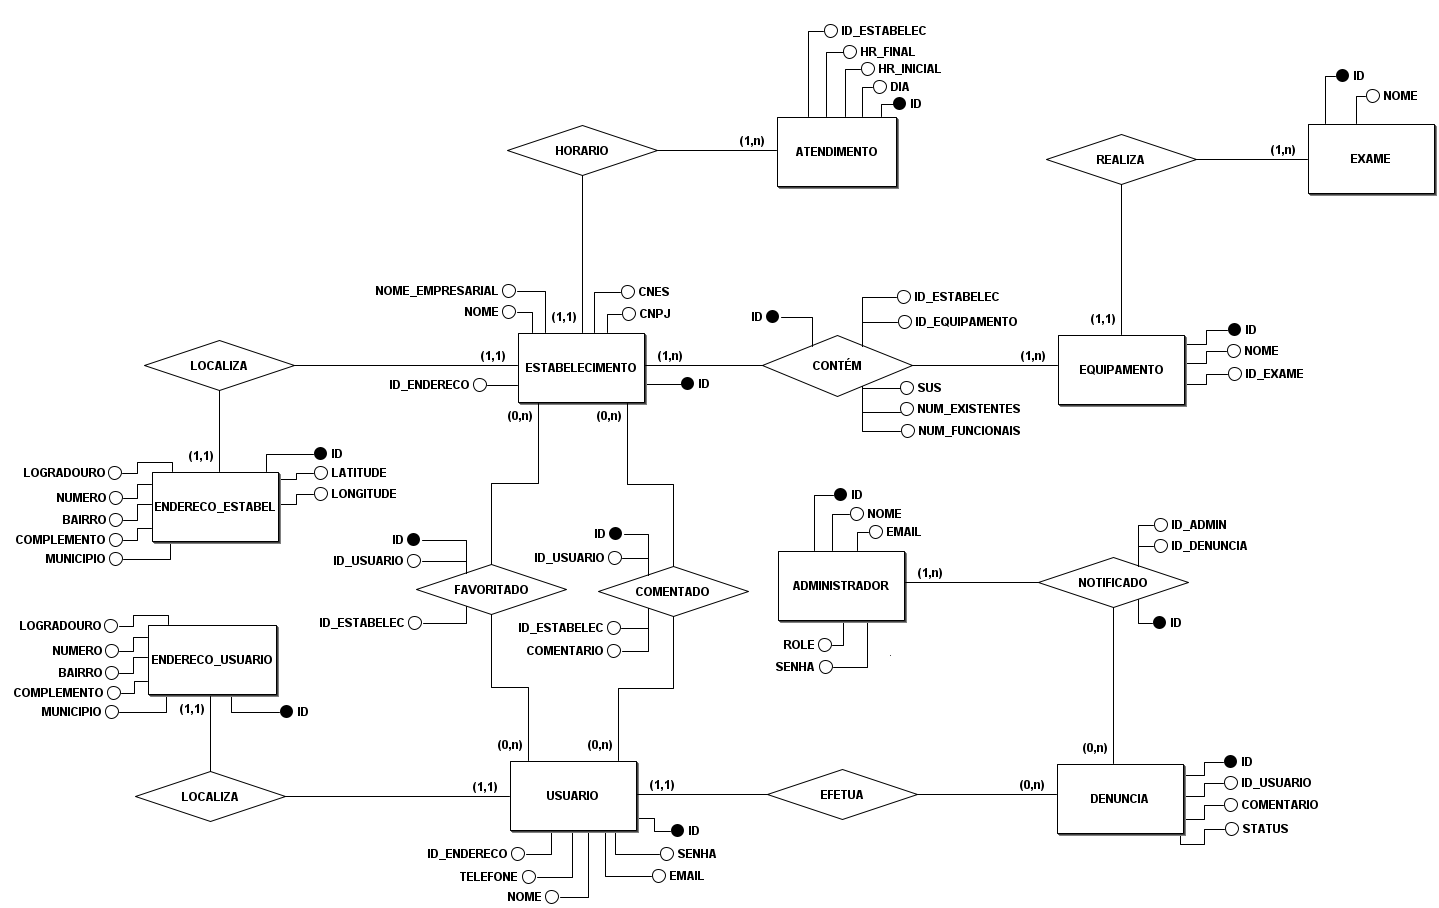 ID_ESTABELEC
HR_FINAL
HR_INICIAL
DIA
ID
ATENDIMENTO
(1,n)
HORARIO
ID
NOME
EXAME
(1,n)
REALIZA
(1,1)
NOME_EMPRESARIAL
NOME
(1,1)
CNES
CNPJ
ESTABELECIMENTO
(1,1)
ID_ENDERECO
(1,n)
ID
LOCALIZA
(1,1)
ID
ID_ESTABELEC
ID_EQUIPAMENTO
CONTÉM
SUS
NUM_EXISTENTES
NUM_FUNCIONAIS
(1,n)
EQUIPAMENTO
ID
NOME
ID_EXAME
(0,n)
(0,n)
LOGRADOURO
NUMERO
BAIRRO
COMPLEMENTO
MUNICIPIO
ENDERECO_ESTABEL
ID
LATITUDE
LONGITUDE
ID
ID_USUARIO
FAVORITADO
ID_ESTABELEC
ID
ID_USUARIO
COMENTADO
ID_ESTABELEC
COMENTARIO
ID
NOME
EMAIL
ADMINISTRADOR
(1,n)
ROLE
SENHA
ID_ADMIN
ID_DENUNCIA
NOTIFICADO
ID
LOGRADOURO
NUMERO
BAIRRO
COMPLEMENTO
MUNICIPIO
ENDERECO_USUARIO
(1,1)
ID
LOCALIZA
(1,1)
(0,n)
(0,n)
USUARIO
(1,1)
ID
ID_ENDERECO
TELEFONE
NOME
SENHA
EMAIL
EFETUA
(0,n)
(0,n)
DENUNCIA
ID
ID_USUARIO
COMENTARIO
STATUS